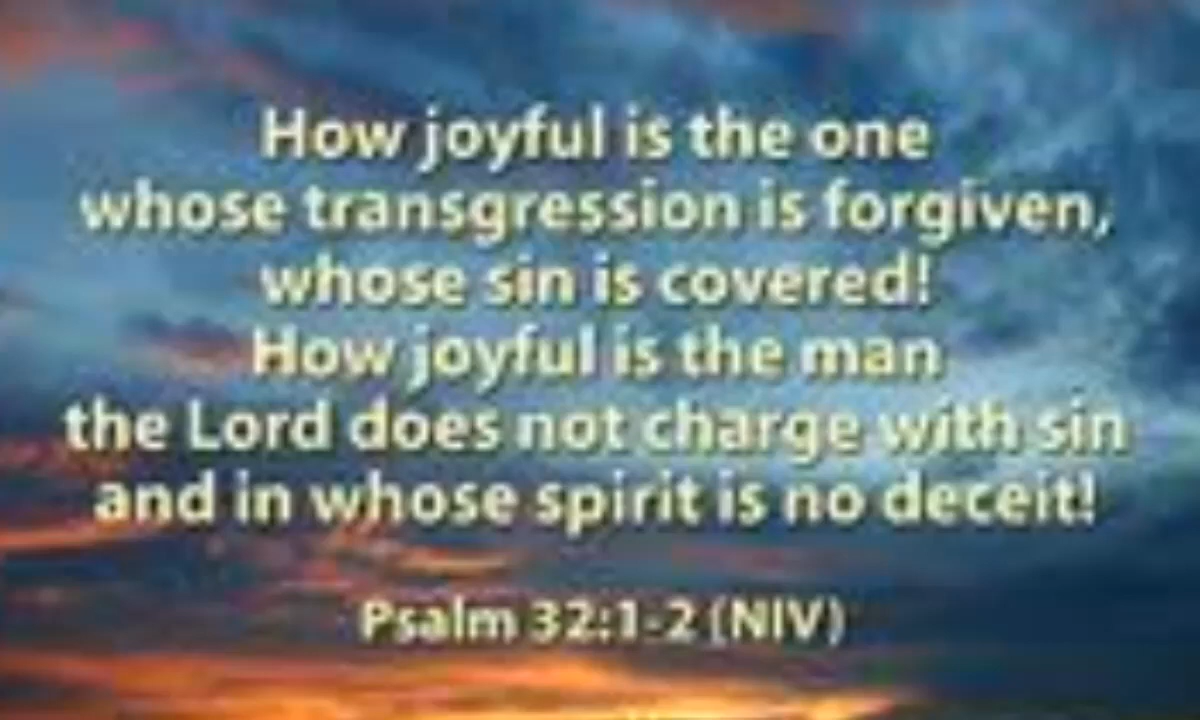 How joyful is the one
whose transgression is forgiven,
whose sin is covered!
How joyful is the man
the Lord does not charge with sin
and in whose spirit is no deceit!
Psalm 32:1-2 (NIV)